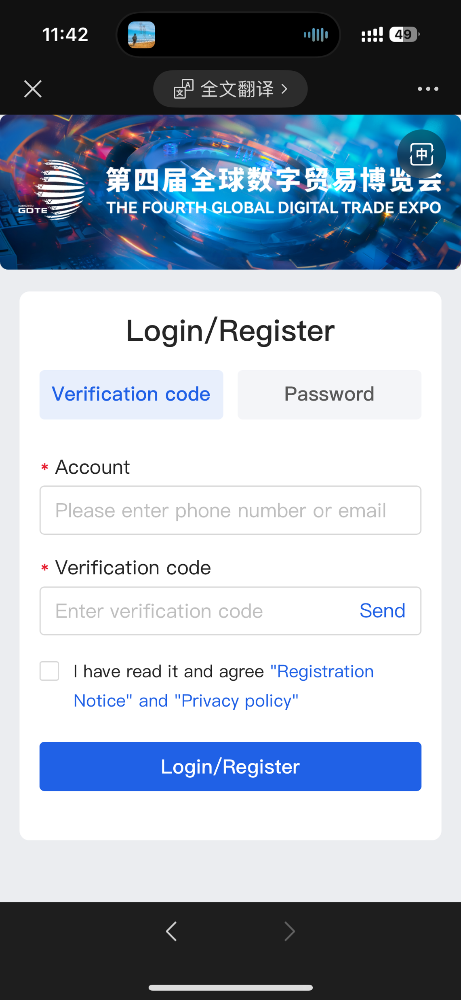 11:42
49
全文翻译
中
第四届全球数字贸易博览会
HANGZHOU
GDTE
THE FOURTH GLOBAL DIGITAL TRADE EXPO
Login/Register
Verification code
Password
* Account
Please enter phone number or email
* Verification code
Enter verification code
Send
I have read it and agree "Registration
Notice" and "Privacy policy"
Login/Register